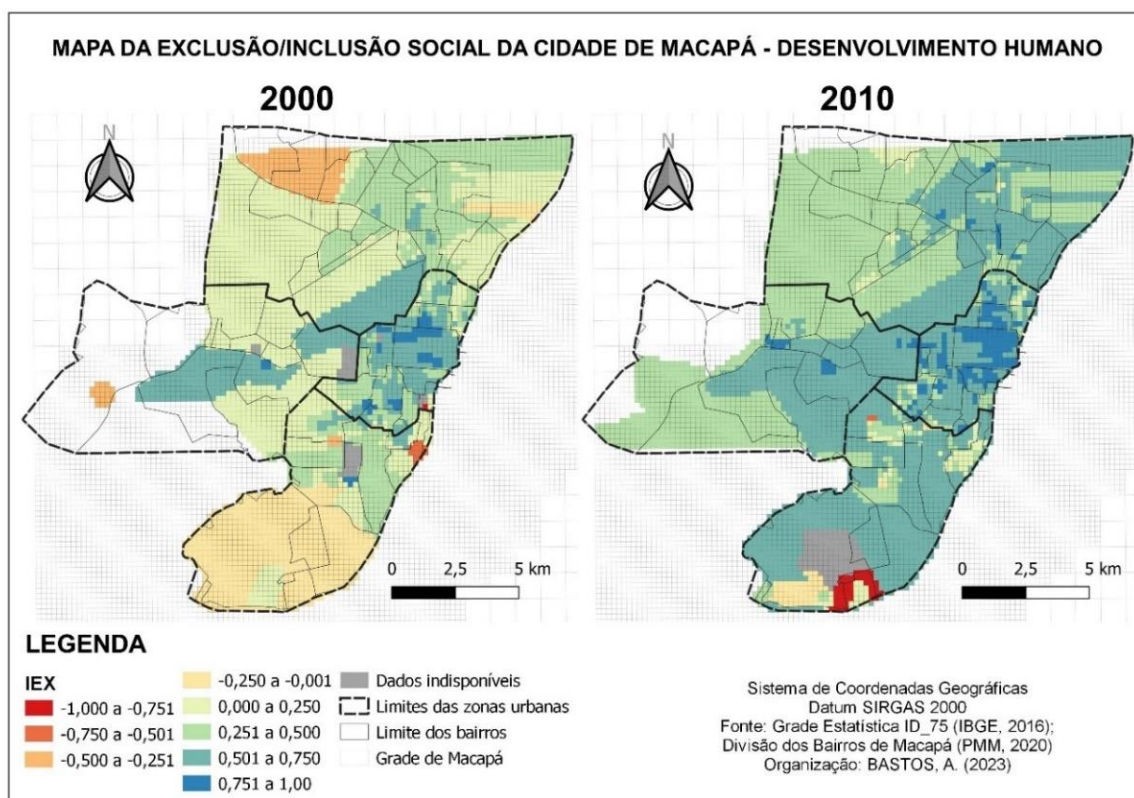 MAPA DA EXCLUSÃO/INCLUSÃO SOCIAL DA CIDADE DE MACAPÁ - DESENVOLVIMENTO HUMANO
2000
2010
N
N
0 2,5 5 km
0 2,5 5 km
LEGENDA
IEX
-1,000 a -0,751
-0,750 a -0,501
-0,500 a -0,251
-0,250 a -0,001
0,000 a 0,250
0,251 a 0,500
0,501 a 0,750
0,751 a 1,00
Dados indisponíveis
Limites das zonas urbanas
Limite dos bairros
Grade de Macapá
Sistema de Coordenadas Geográficas
Datum SIRGAS 2000
Fonte: Grade Estatística ID_75 (IBGE, 2016);
Divisão dos Bairros de Macapá (PMM, 2020)
Organização: BASTOS, A. (2023)